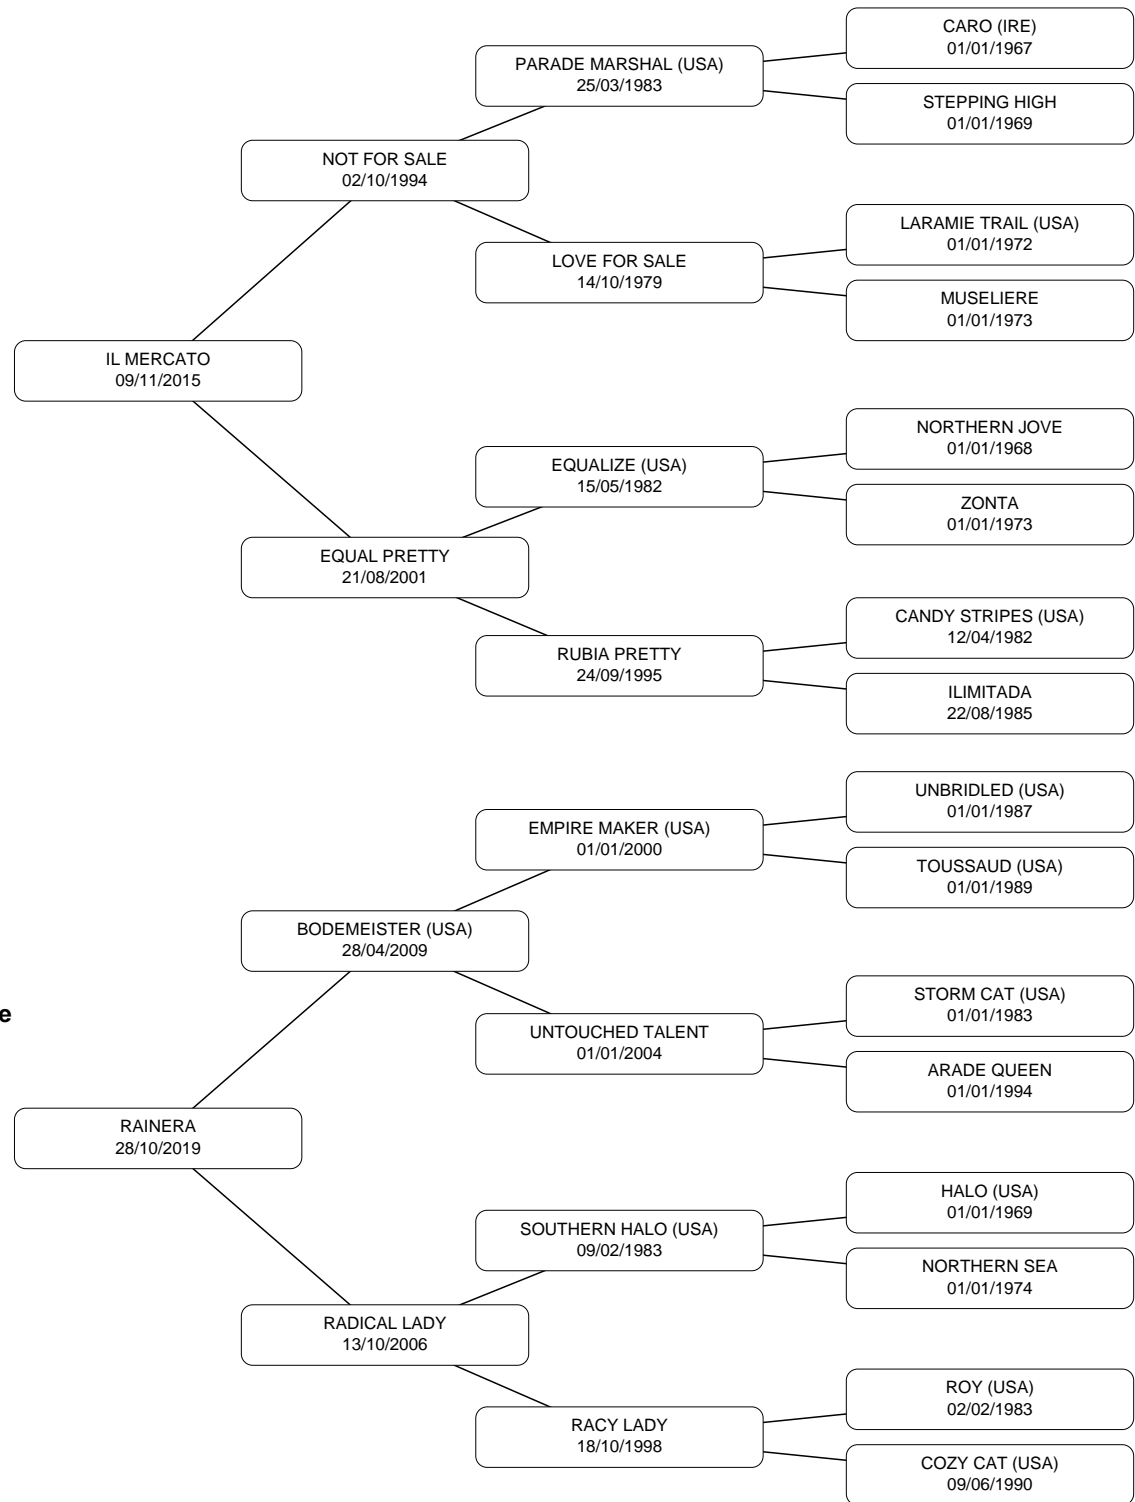 CARO (IRE)
01/01/1967
PARADE MARSHAL (USA)
25/03/1983
STEPPING HIGH
01/01/1969
NOT FOR SALE
02/10/1994
LARAMIE TRAIL (USA)
01/01/1972
LOVE FOR SALE
14/10/1979
MUSELIERE
01/01/1973
IL MERCATO
09/11/2015
NORTHERN JOVE
01/01/1968
EQUALIZE (USA)
15/05/1982
ZONTA
01/01/1973
EQUAL PRETTY
21/08/2001
CANDY STRIPES (USA)
12/04/1982
RUBIA PRETTY
24/09/1995
ILIMITADA
22/08/1985
UNBRIDLED (USA)
01/01/1987
EMPIRE MAKER (USA)
01/01/2000
TOUSSAUD (USA)
01/01/1989
BODEMEISTER (USA)
28/04/2009
STORM CAT (USA)
01/01/1983
e
UNTOUCHED TALENT
01/01/2004
ARADE QUEEN
01/01/1994
RAINERA
28/10/2019
HALO (USA)
01/01/1969
SOUTHERN HALO (USA)
09/02/1983
NORTHERN SEA
01/01/1974
RADICAL LADY
13/10/2006
ROY (USA)
02/02/1983
RACY LADY
18/10/1998
COZY CAT (USA)
09/06/1990